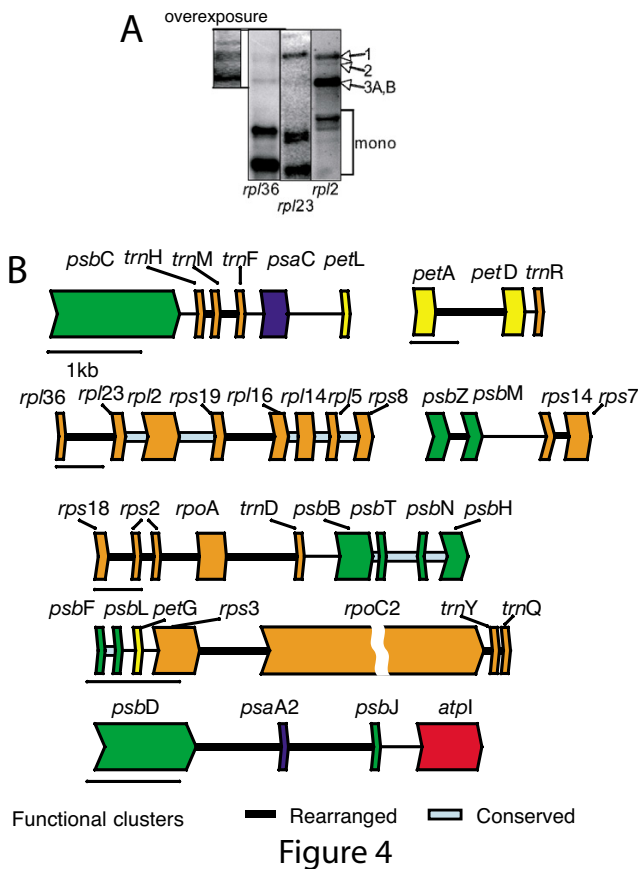 overexposure
A
1
2
3A,B
mono
rpl36 rpl23 rpl2
B
psbC trnH trnM trnF psaC petL
petA petD trnR
1kb
rpl36 rpl23 rpl2 rps19 rpl16 rpl14 rpl5 rps8
psbZ psbM rps14 rps7
rps18 rps2 rpoA trnD psbB psbT psbN psbH
psbF psbL petG rps3 rpoC2 trnY trnQ
psbD psaA2 psbJ atpI
Functional clusters Rearranged Conserved
Figure 4